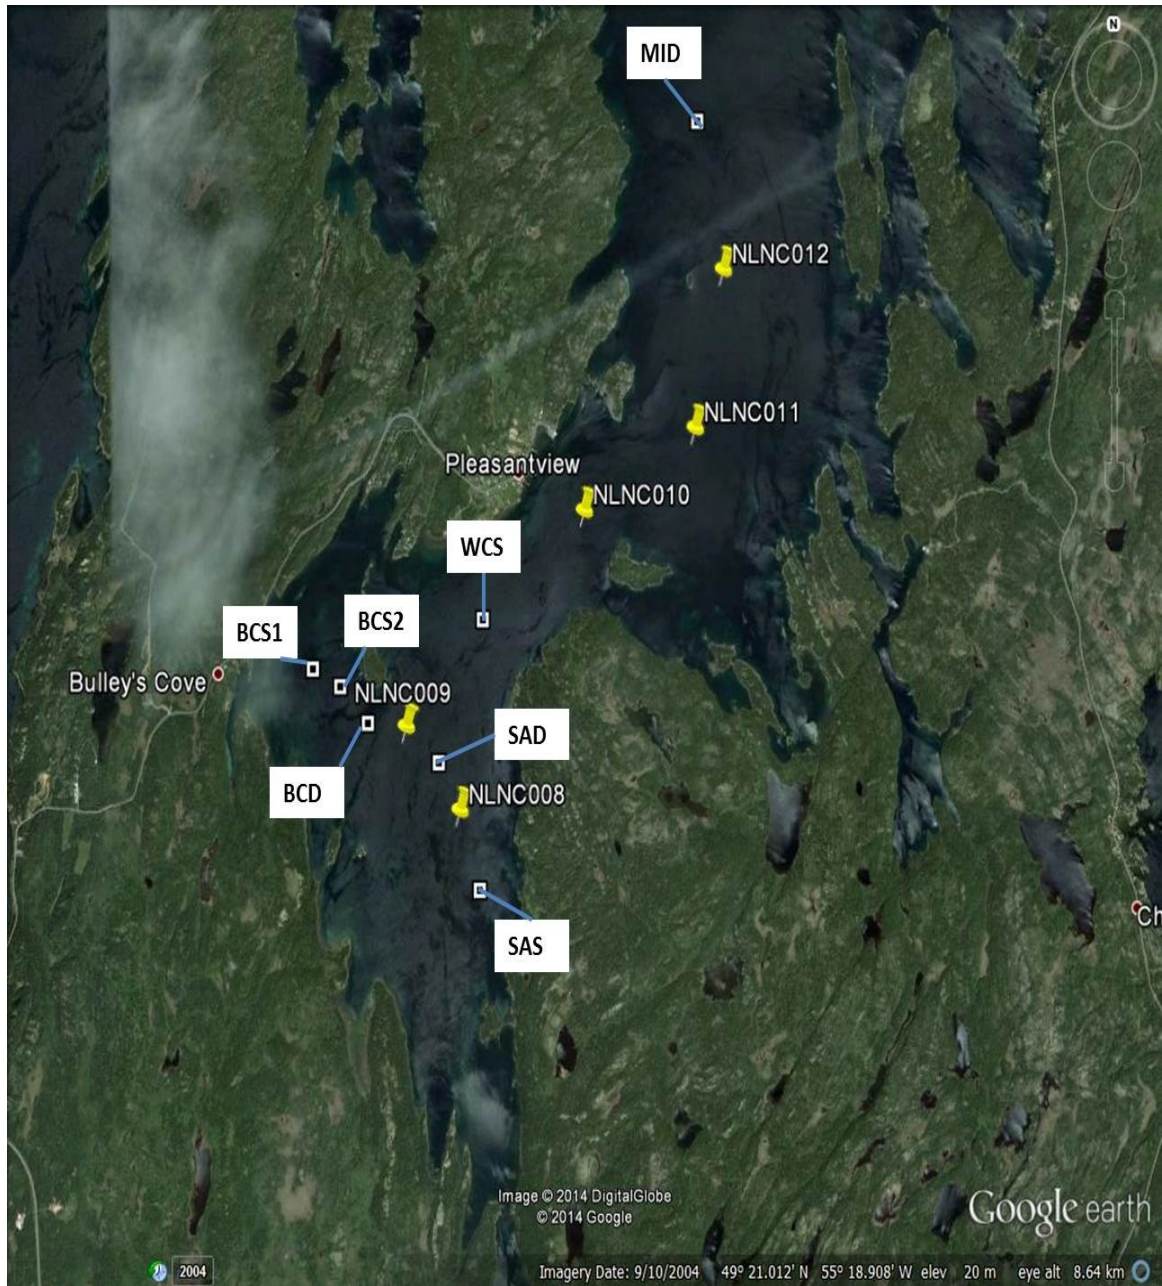 N
MID
NLNC012
NLNC011
Pleasantview
NLNC010
WCS
BCS1
BCS2
Bulley's Cove
NLNC009
SAD
BCD
NLNC008
SAS
Ch
Image © 2014 DigitalGlobe
© 2014 Google
Google earth
2004
Imagery Date: 9/10/2004 49° 21.012' N 55° 18.908' W elev 20 m eye alt 8.64 km